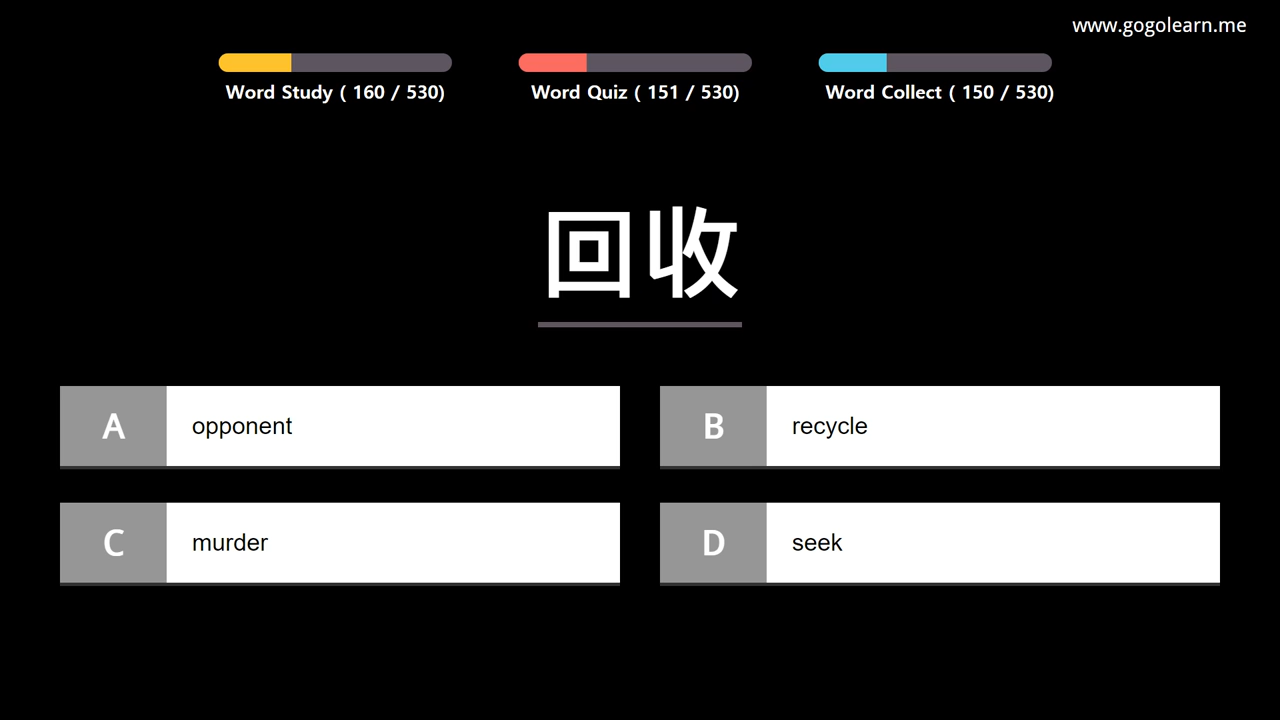 www.gogolearn.me
Word Study ( 160 / 530)
Word Quiz ( 151 / 530)
Word Collect ( 150 / 530)
回收
A opponent
B recycle
C murder
D seek